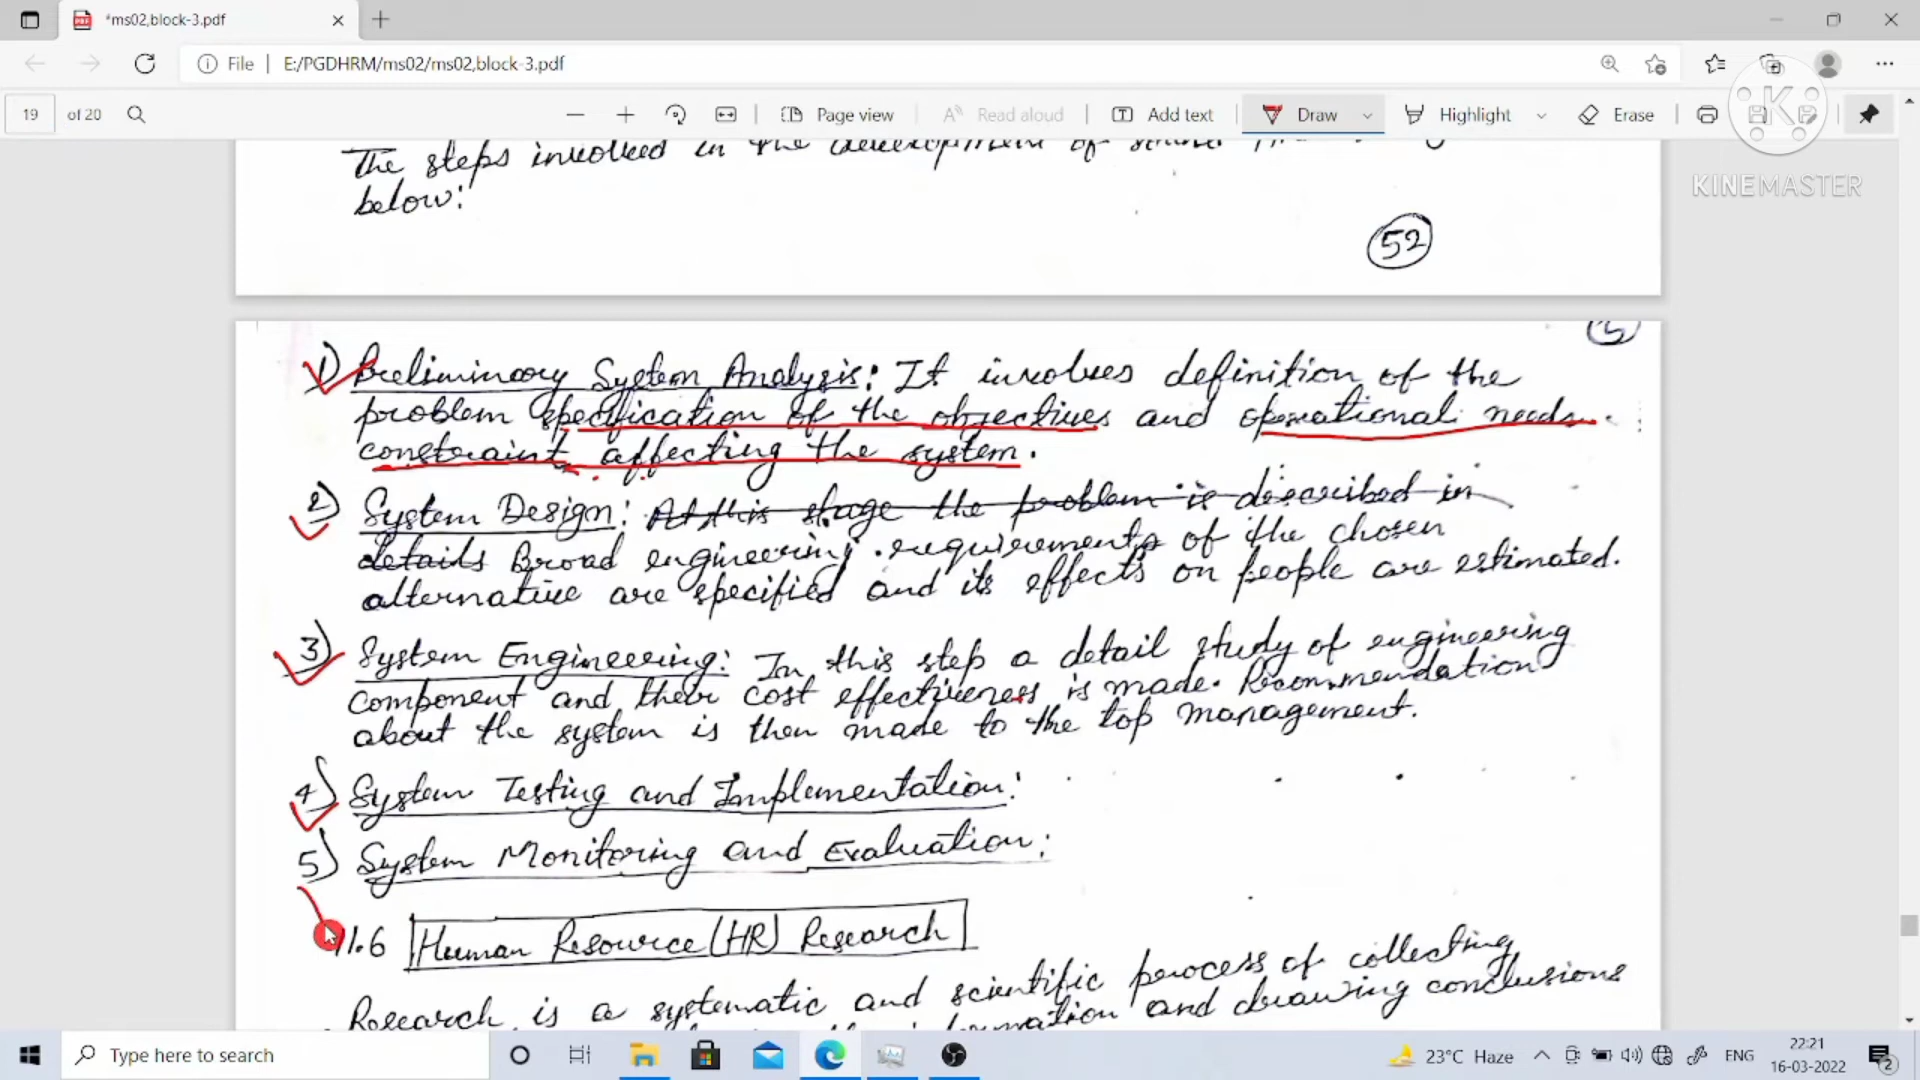 *ms02,block-3.pdf
File
E:/PGDHRM/ms02/ms02,block-3.pdf
19 of 20
Page view
Read aloud
Add text
Draw
Highlight
Erase
K
KINEMASTER
The steps involved in the development of
below:
52
1) Preliminary System Analysis: It involves definition of the
problem specification of the objectives and operational needs.
constraint affecting the system.
2) System Design: At this stage the problem is described in
details Broad engineering requirements of the chosen
alternative are specified and its effects on people are estimated.
3) System Engineering: In this step a detail study of engineering
component and their cost effectiveness is made. Recommendation
about the system is then made to the top management.
4) System Testing and Implementation:
5) System Monitoring and Evaluation:
11.6 Human Resource (HR) Research
Research is a systematic and scientific process of collecting
information and drawing conclusions
Type here to search
23°C Haze
ENG
22:21
16-03-2022
2